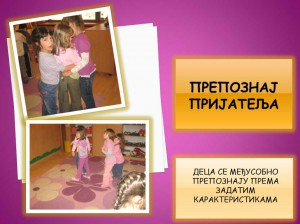 ПРЕПОЗНАЈ
ПРИЈАТЕЉА
ДЕЦА СЕ МЕЂУСОБНО
ПРЕПОЗНАЈУ ПРЕМА
ЗАДАТИМ
КАРАКТЕРИСТИКАМА